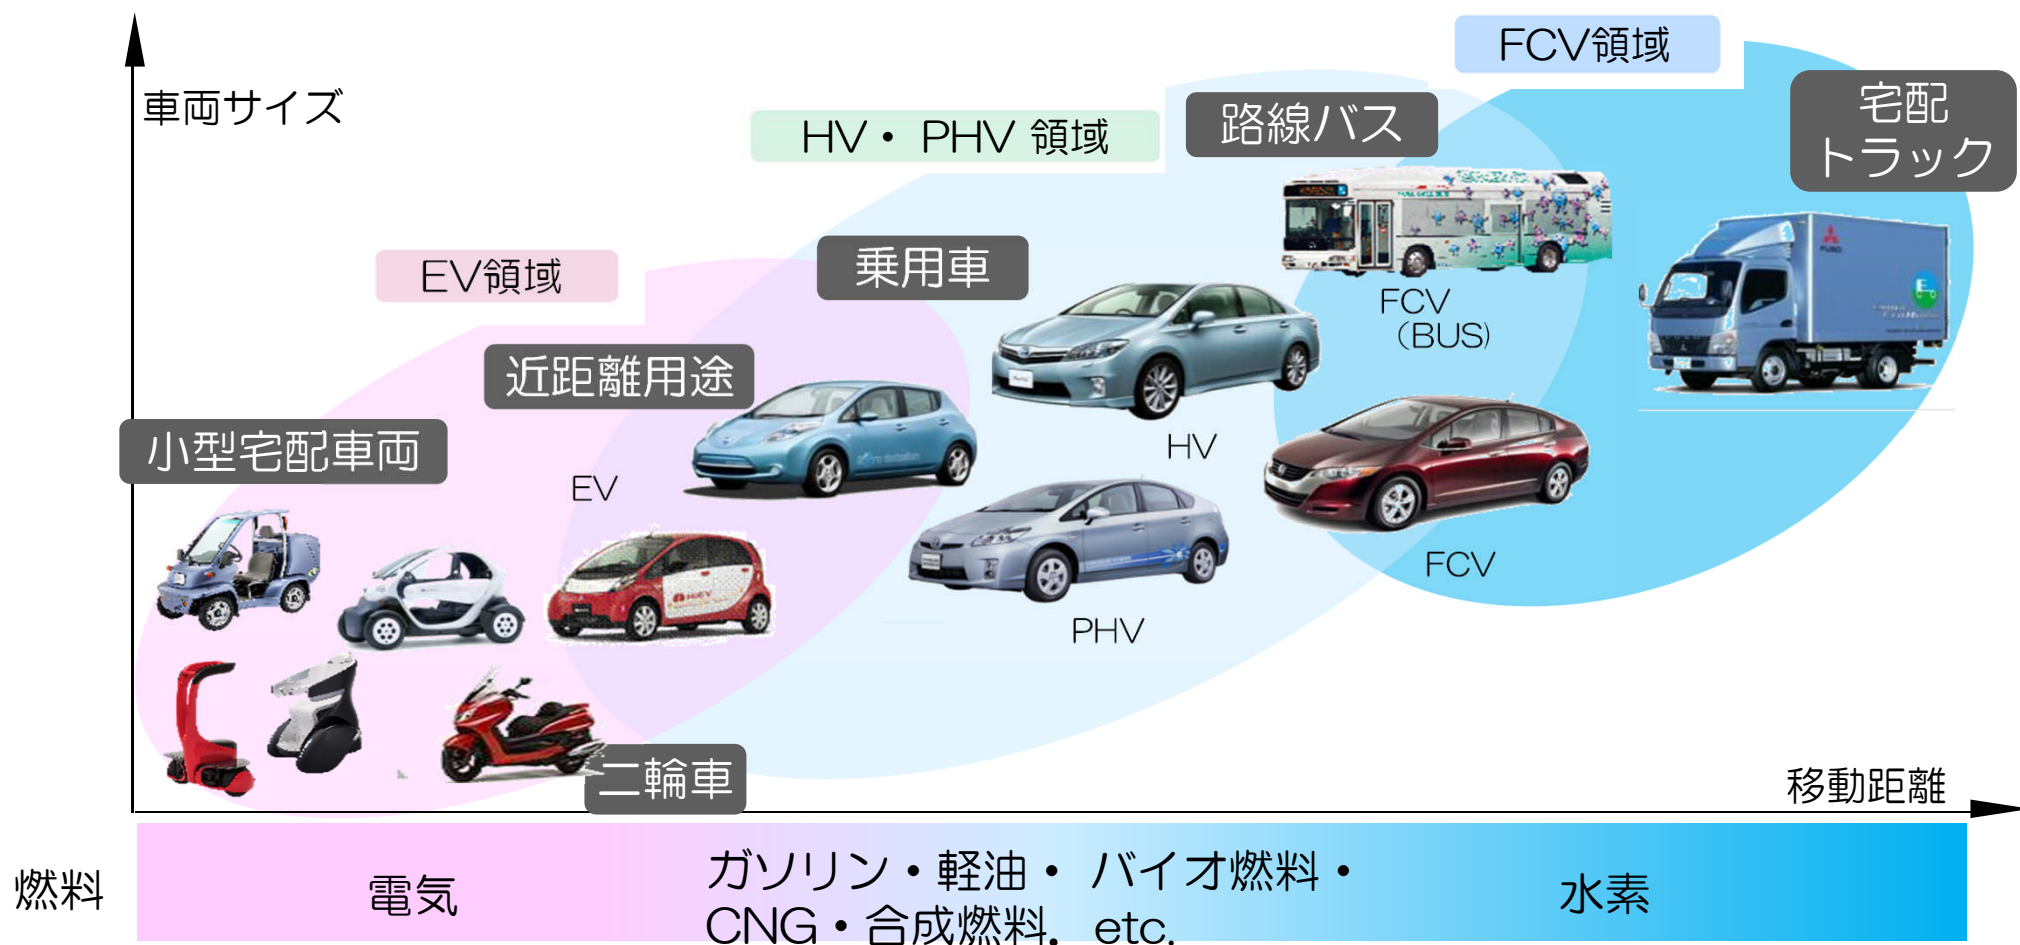 FCV領域
車両サイズ
宅配
トラック
HV・ PHV 領域
路線バス
EV領域
乗用車
FUSO
FCV
(BUS)
近距離用途
小型宅配車両
HV
EV
FCV
PHV
二輪車
移動距離
燃料
電気
ガソリン・軽油・ バイオ燃料・
CNG・合成燃料. etc.
水素